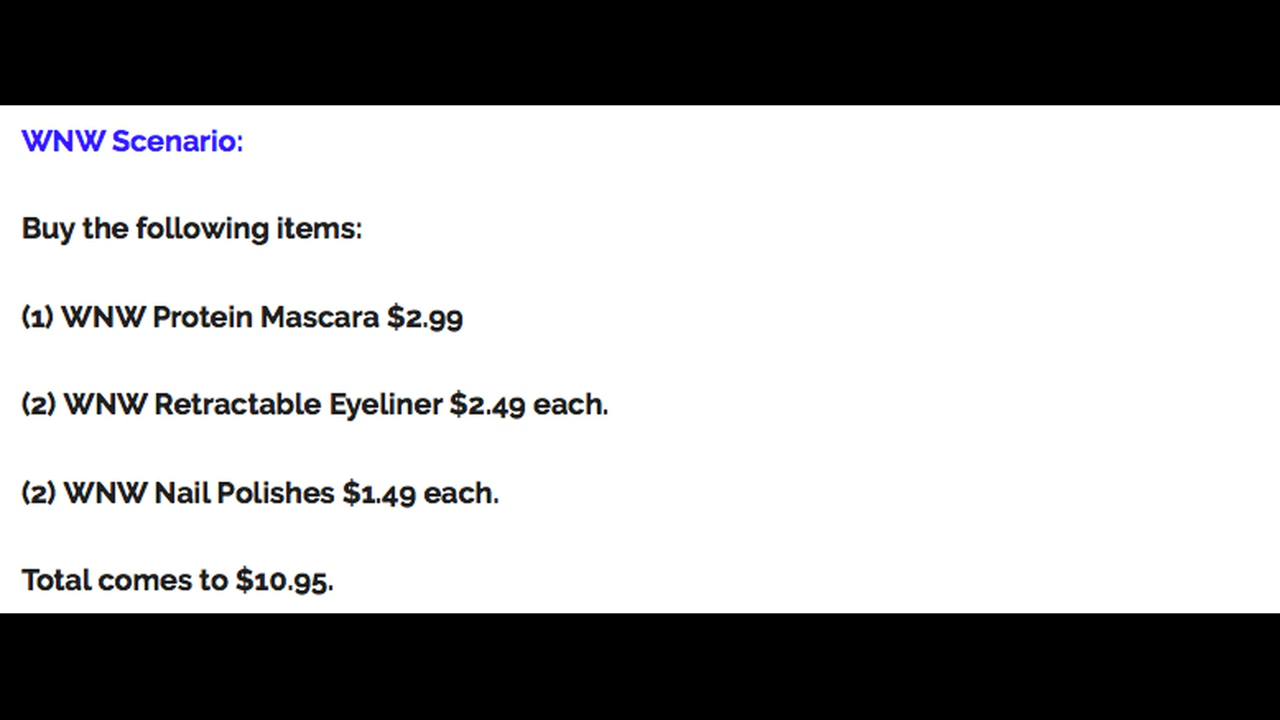 WNW Scenario:
Buy the following items:
(1) WNW Protein Mascara $2.99
(2) WNW Retractable Eyeliner $2.49 each.
(2) WNW Nail Polishes $1.49 each.
Total comes to $10.95.